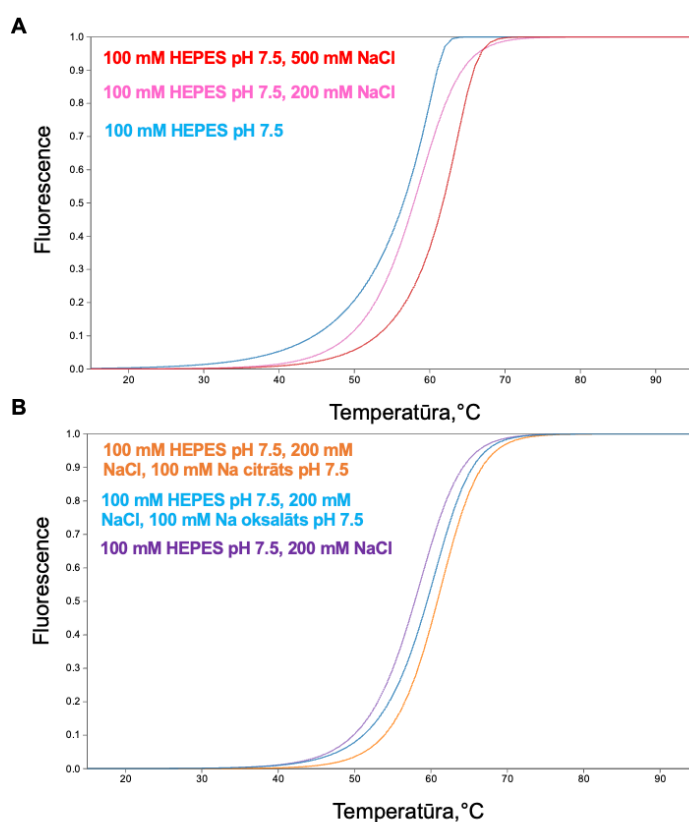 A
100 mM HEPES pH 7.5, 500 mM NaCl
100 mM HEPES pH 7.5, 200 mM NaCl
100 mM HEPES pH 7.5
Fluorescence
1.0
0.9
0.8
0.7
0.6
0.5
0.4
0.3
0.2
0.1
0.0
20 30 40 50 60 70 80 90
Temperatūra,°C
B
100 mM HEPES pH 7.5, 200 mM
NaCl, 100 mM Na citrāts pH 7.5
100 mM HEPES pH 7.5, 200 mM
NaCl, 100 mM Na oksalāts pH 7.5
100 mM HEPES pH 7.5, 200 mM NaCl
Fluorescence
1.0
0.9
0.8
0.7
0.6
0.5
0.4
0.3
0.2
0.1
0.0
20 30 40 50 60 70 80 90
Temperatūra,°C